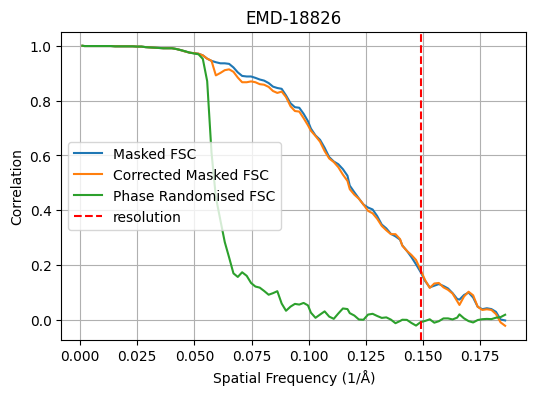 EMD-18826
1.0
0.8
0.6
0.4
0.2
0.0
Correlation
Masked FSC
Corrected Masked FSC
Phase Randomised FSC
resolution
0.000 0.025 0.050 0.075 0.100 0.125 0.150 0.175
Spatial Frequency (1/Å)